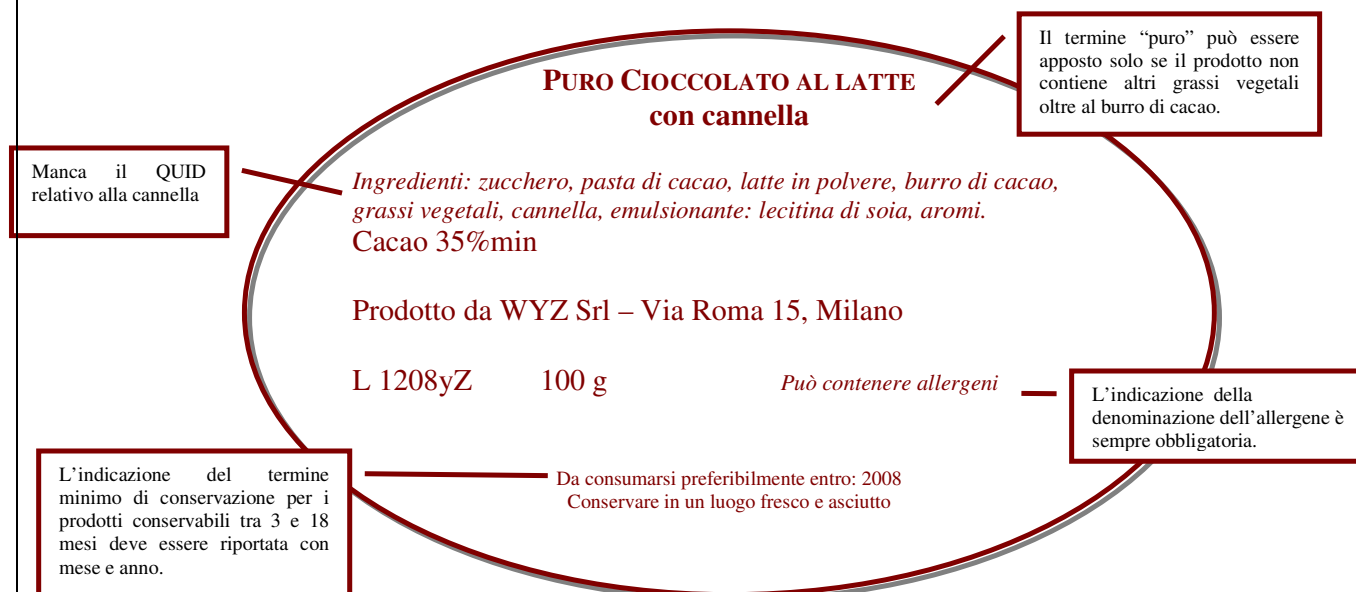 Il termine “puro” può essere
apposto solo se il prodotto non
contiene altri grassi vegetali
oltre al burro di cacao.
PURO CIOCCOLATO AL LATTE
con cannella
Manca il QUID
relativo alla cannella
Ingredienti: zucchero, pasta di cacao, latte in polvere, burro di cacao,
grassi vegetali, cannella, emulsionante: lecitina di soia, aromi.
Cacao 35%min
Prodotto da WYZ Srl – Via Roma 15, Milano
L 1208yZ 100 g Può contenere allergeni
L’indicazione della
denominazione dell’allergene è
sempre obbligatoria.
L’indicazione del termine
minimo di conservazione per i
prodotti conservabili tra 3 e 18
mesi deve essere riportata con
mese e anno.
Da consumarsi preferibilmente entro: 2008
Conservare in un luogo fresco e asciutto